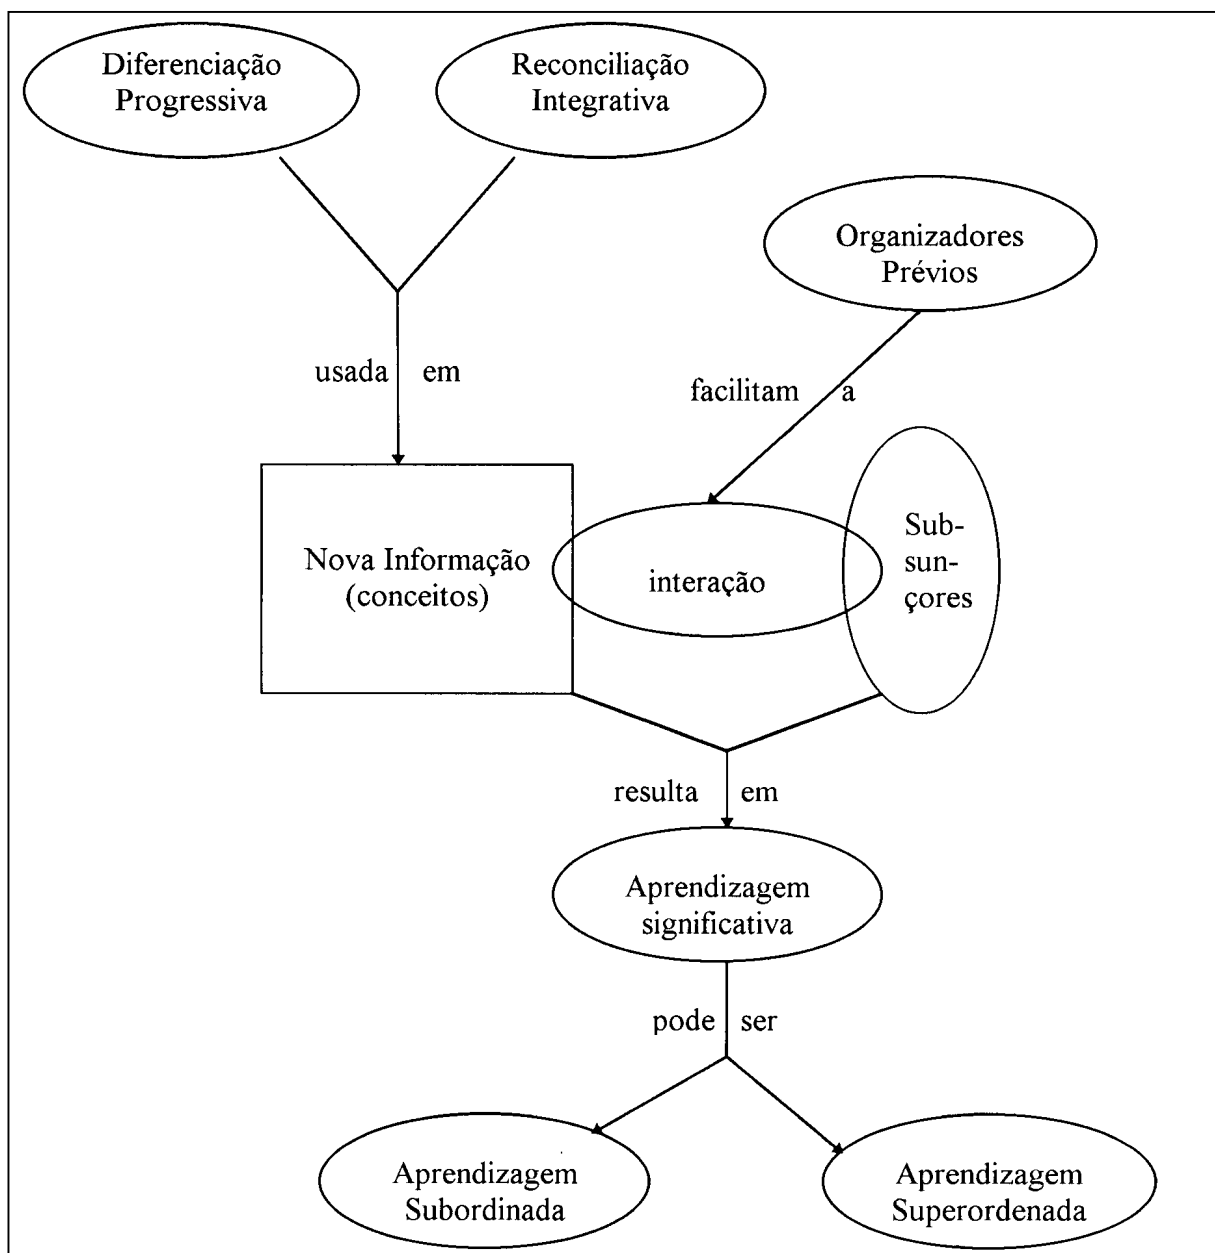 Diferenciação
Progressiva
Reconciliação
Integrativa
Organizadores
Prévios
usada em
facilitam a
Nova Informação
(conceitos)
interação
Sub-
sun-
çores
resulta em
Aprendizagem
significativa
pode ser
Aprendizagem
Subordinada
Aprendizagem
Superordenada